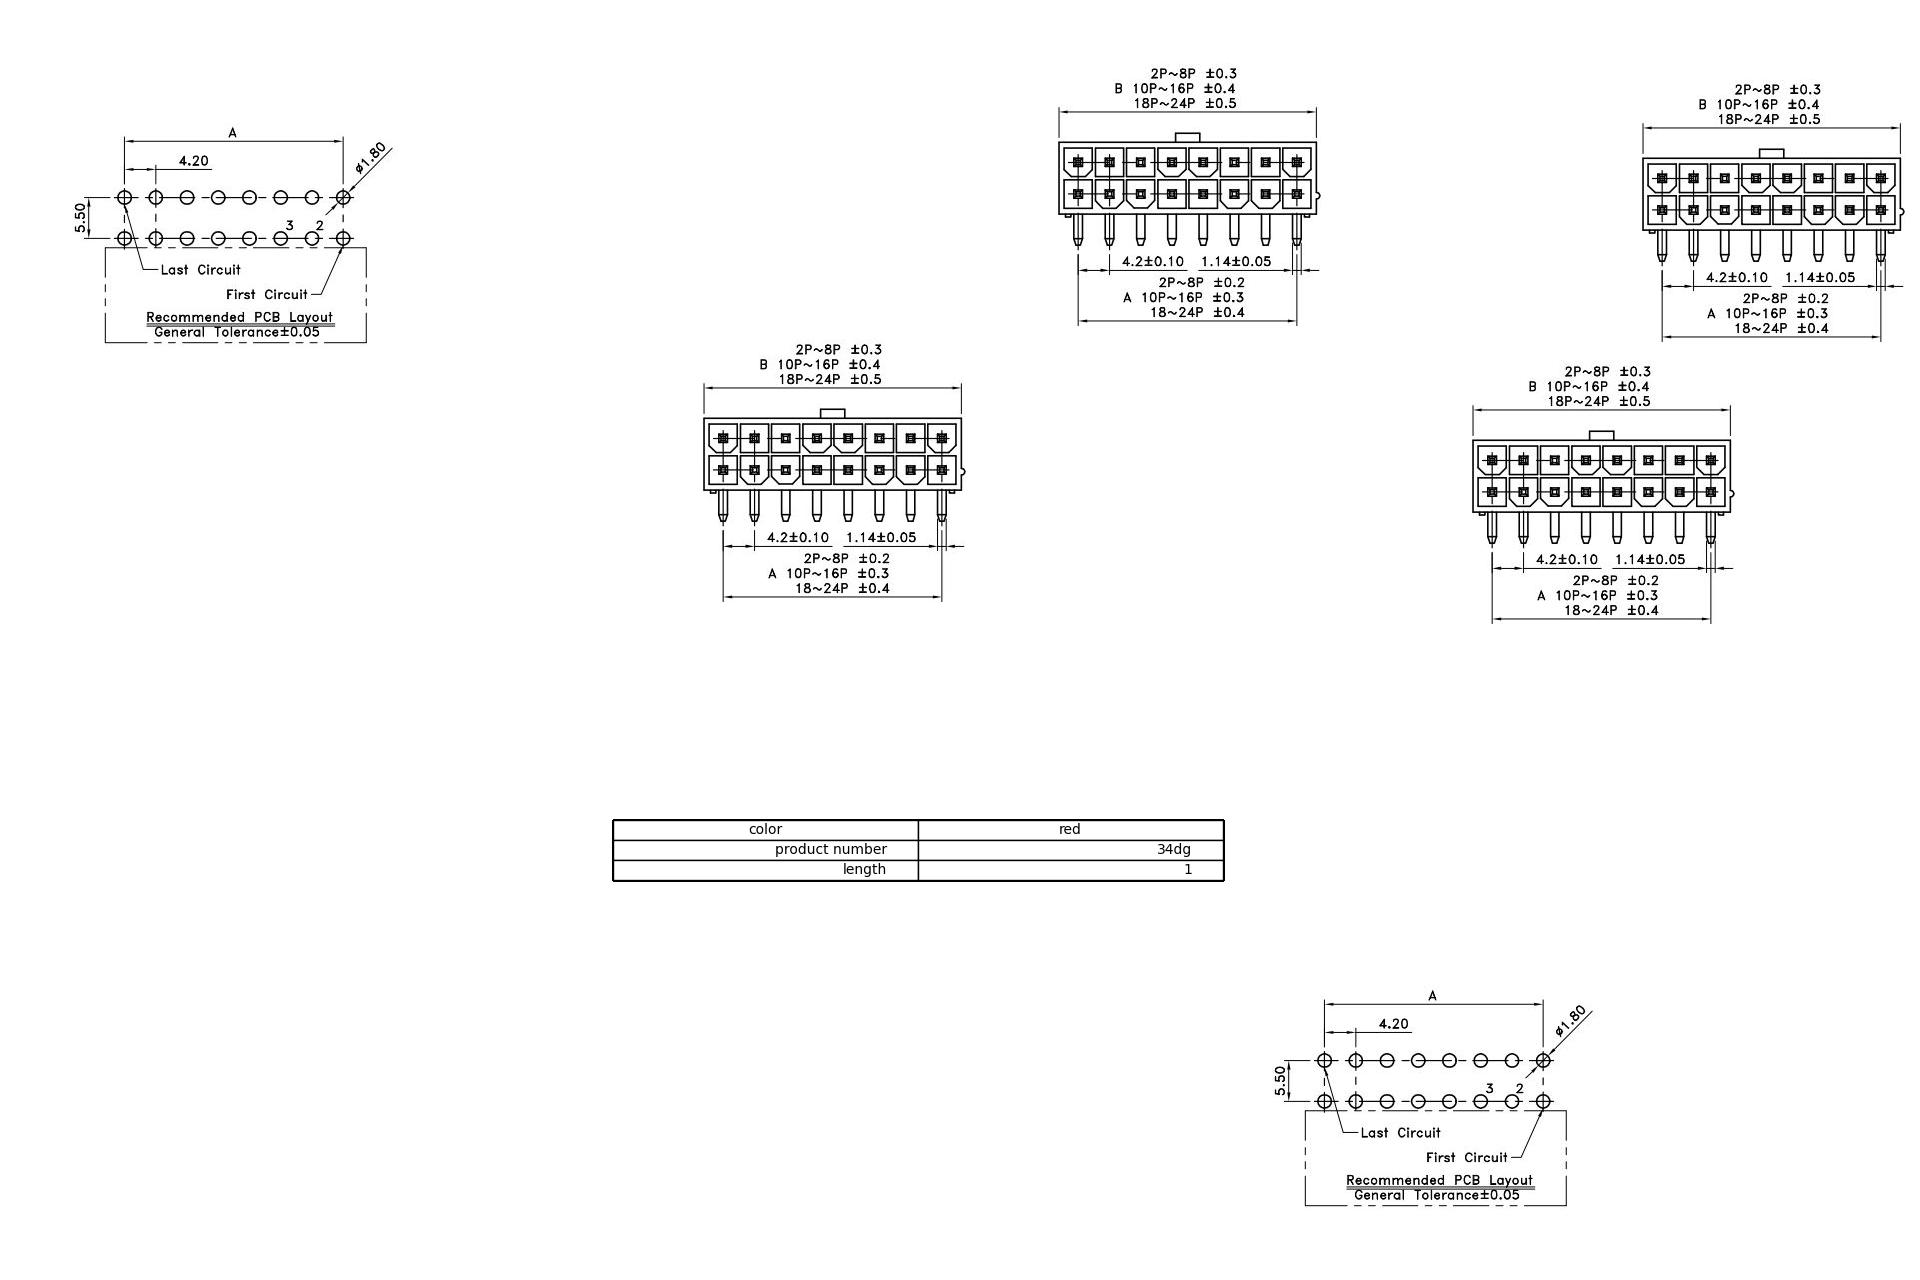 A
4.20
ø1.80
5.50
3 2
Last Circuit
First Circuit
Recommended PCB Layout
General Tolerance±0.05
2P~8P ±0.3
B 10P~16P ±0.4
18P~24P ±0.5
4.2±0.10 1.14±0.05
2P~8P ±0.2
A 10P~16P ±0.3
18~24P ±0.4
2P~8P ±0.3
B 10P~16P ±0.4
18P~24P ±0.5
4.2±0.10 1.14±0.05
2P~8P ±0.2
A 10P~16P ±0.3
18~24P ±0.4
2P~8P ±0.3
B 10P~16P ±0.4
18P~24P ±0.5
4.2±0.10 1.14±0.05
2P~8P ±0.2
A 10P~16P ±0.3
18~24P ±0.4
2P~8P ±0.3
B 10P~16P ±0.4
18P~24P ±0.5
4.2±0.10 1.14±0.05
2P~8P ±0.2
A 10P~16P ±0.3
18~24P ±0.4
color red
product number 34dg
length 1
A
4.20
ø1.80
5.50
3 2
Last Circuit
First Circuit
Recommended PCB Layout
General Tolerance±0.05